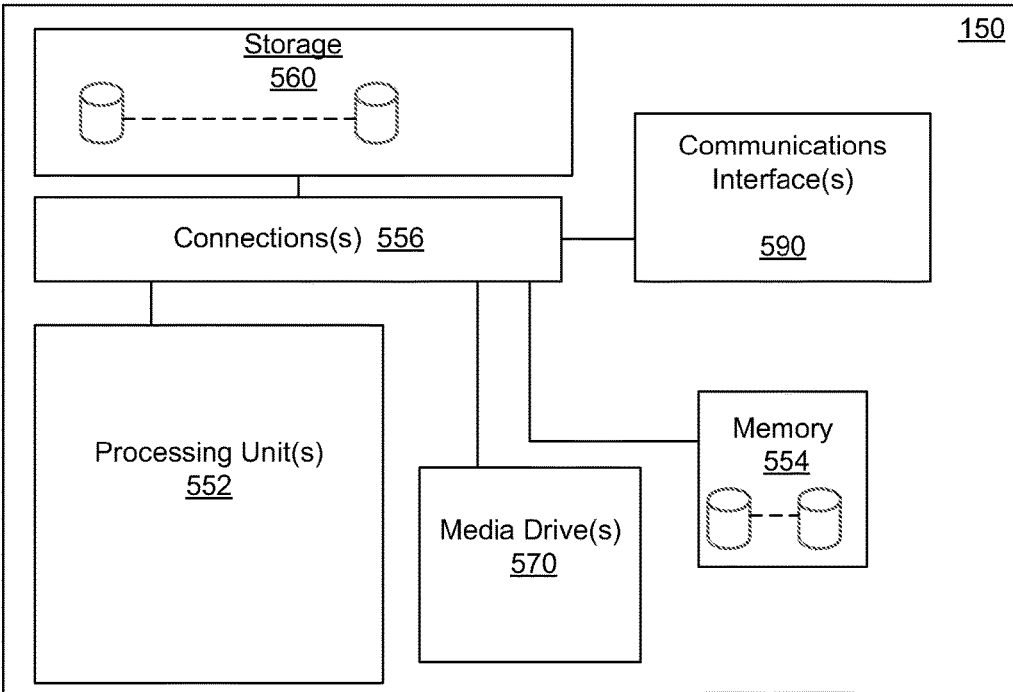 150
Storage
560
Communications
Interface(s)
590
Connections(s) 556
Processing Unit(s)
552
Media Drive(s)
570
Memory
554